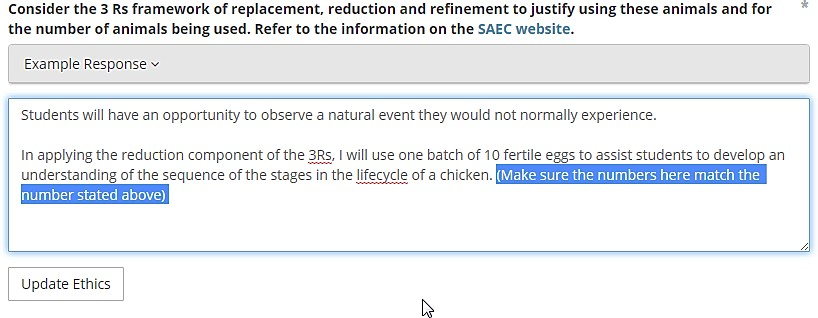 Consider the 3 Rs framework of replacement, reduction and refinement to justify using these animals and for *
the number of animals being used. Refer to the information on the SAEC website.
Example Response
Students will have an opportunity to observe a natural event they would not normally experience.
In applying the reduction component of the 3Rs, I will use one batch of 10 fertile eggs to assist students to develop an
understanding of the sequence of the stages in the lifecycle of a chicken. (Make sure the numbers here match the
number stated above)
Update Ethics